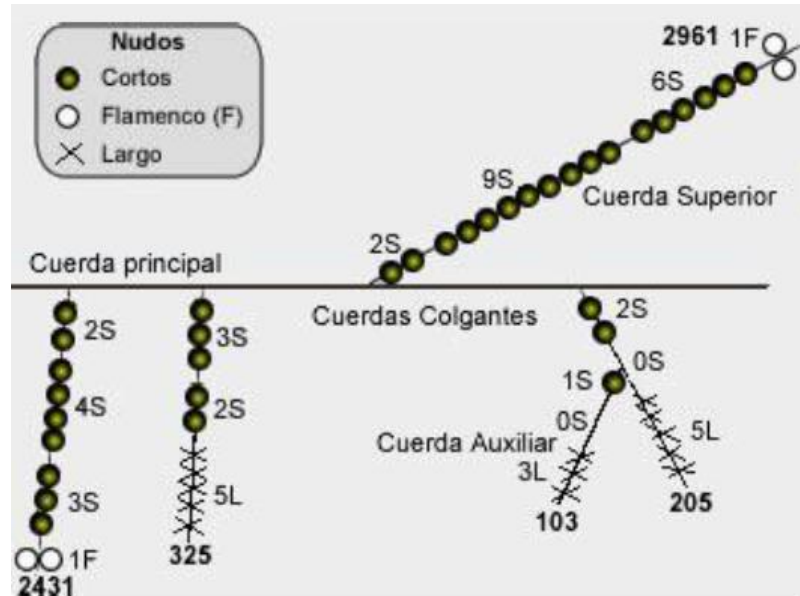 Nudos
Cortos
Flamenco (F)
Largo
2961 1F
6S
9S
Cuerda Superior
2S
Cuerda principal
Cuerdas Colgantes
2S
4S
3S
1F
2431
3S
2S
5L
325
2S
0S
1S
0S
5L
Cuerda Auxiliar
3L
103
205